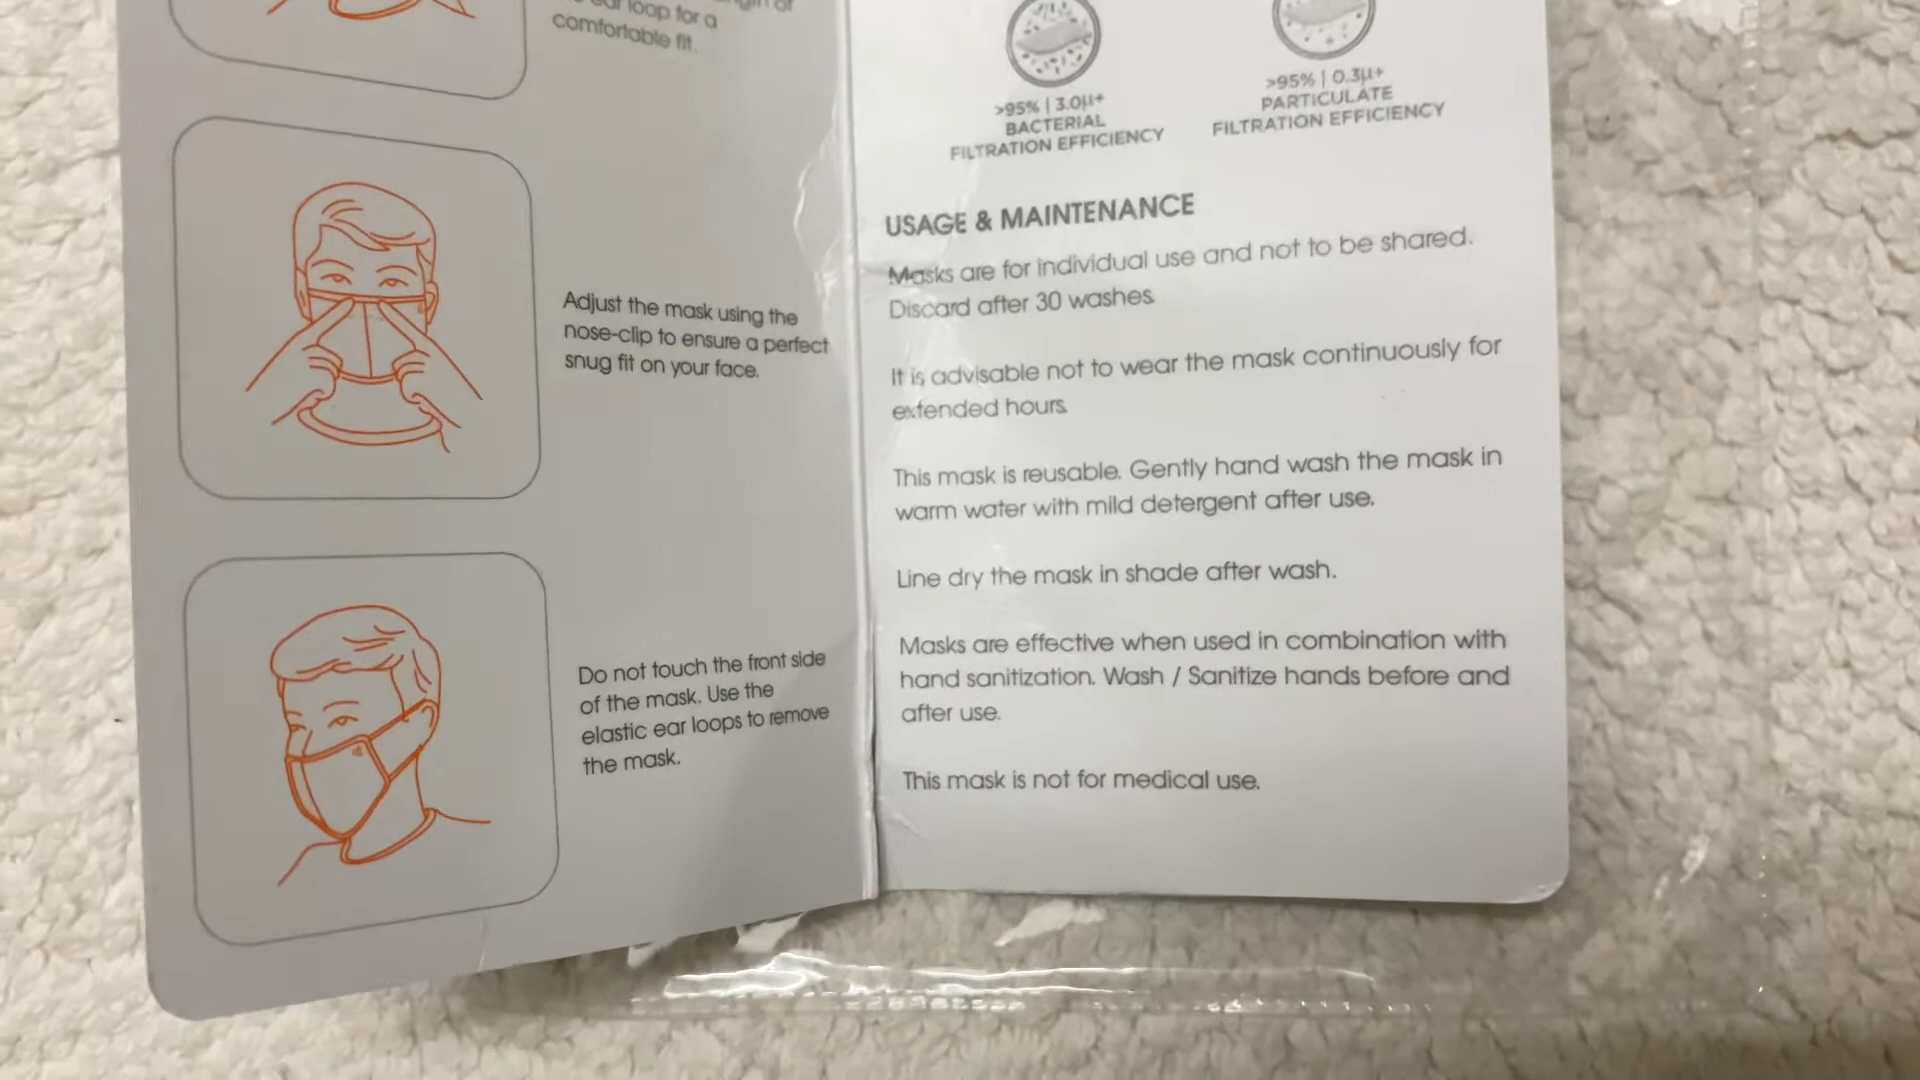 ear loop for a
comfortable fit.
Adjust the mask using the
nose-clip to ensure a perfect
snug fit on your face.
Do not touch the front side
of the mask. Use the
elastic ear loops to remove
the mask.
>95% | 3.0µ+
BACTERIAL
FILTRATION EFFICIENCY
>95% | 0.3µ+
PARTICULATE
FILTRATION EFFICIENCY
USAGE & MAINTENANCE
Masks are for individual use and not to be shared.
Discard after 30 washes.
It is advisable not to wear the mask continuously for
extended hours.
This mask is reusable. Gently hand wash the mask in
warm water with mild detergent after use.
Line dry the mask in shade after wash.
Masks are effective when used in combination with
hand sanitization. Wash / Sanitize hands before and
after use.
This mask is not for medical use.